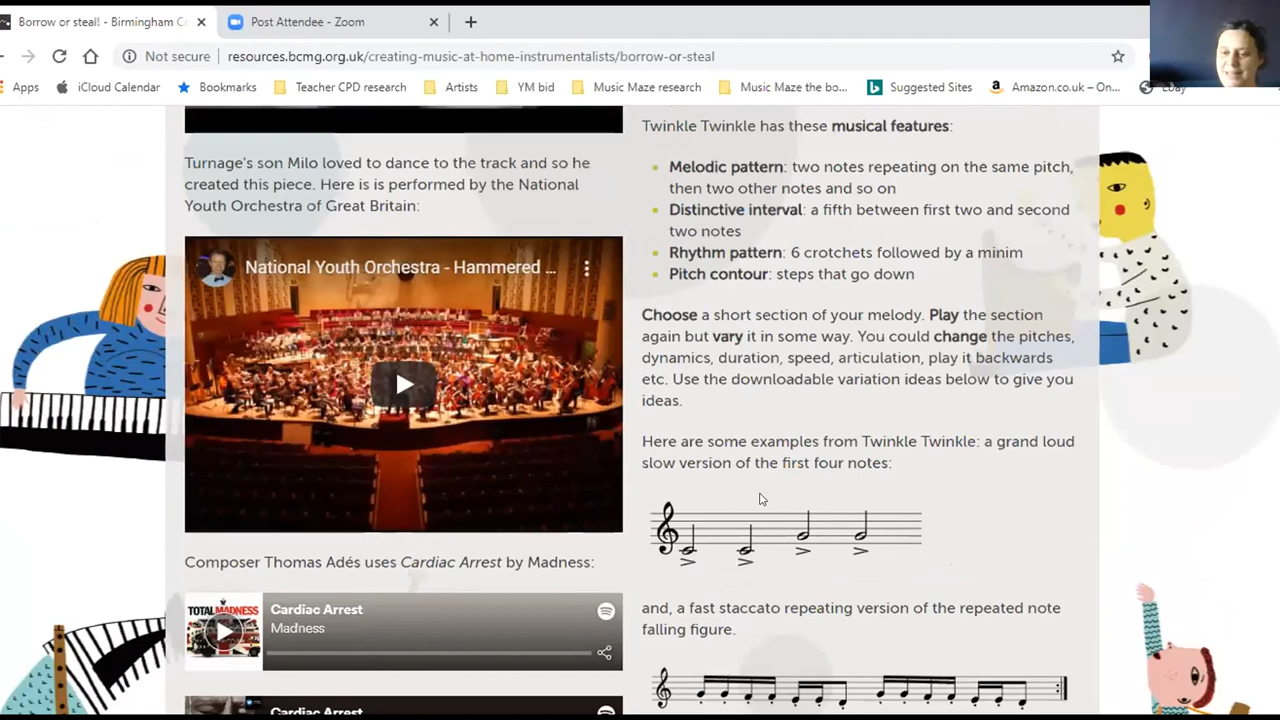 Borrow or steal! - Birmingham C
Post Attendee - Zoom
Not secure
resources.bcmg.org.uk/creating-music-at-home-instrumentalists/borrow-or-steal
Apps
iCloud Calendar
Bookmarks
Teacher CPD research
Artists
YM bid
Music Maze research
Music Maze the bo...
Suggested Sites
Amazon.co.uk – On...
Ebay
Turnage's son Milo loved to dance to the track and so he
created this piece. Here is is performed by the National
Youth Orchestra of Great Britain:
National Youth Orchestra - Hammered ...
Composer Thomas Adés uses Cardiac Arrest by Madness:
TOTAL MADNESS
Cardiac Arrest
Madness
Cardiac Arrest
Twinkle Twinkle has these musical features:
Melodic pattern: two notes repeating on the same pitch,
then two other notes and so on
Distinctive interval: a fifth between first two and second
two notes
Rhythm pattern: 6 crotchets followed by a minim
Pitch contour: steps that go down
Choose a short section of your melody. Play the section
again but vary it in some way. You could change the pitches,
dynamics, duration, speed, articulation, play it backwards
etc. Use the downloadable variation ideas below to give you
ideas.
Here are some examples from Twinkle Twinkle: a grand loud
slow version of the first four notes:
and, a fast staccato repeating version of the repeated note
falling figure.